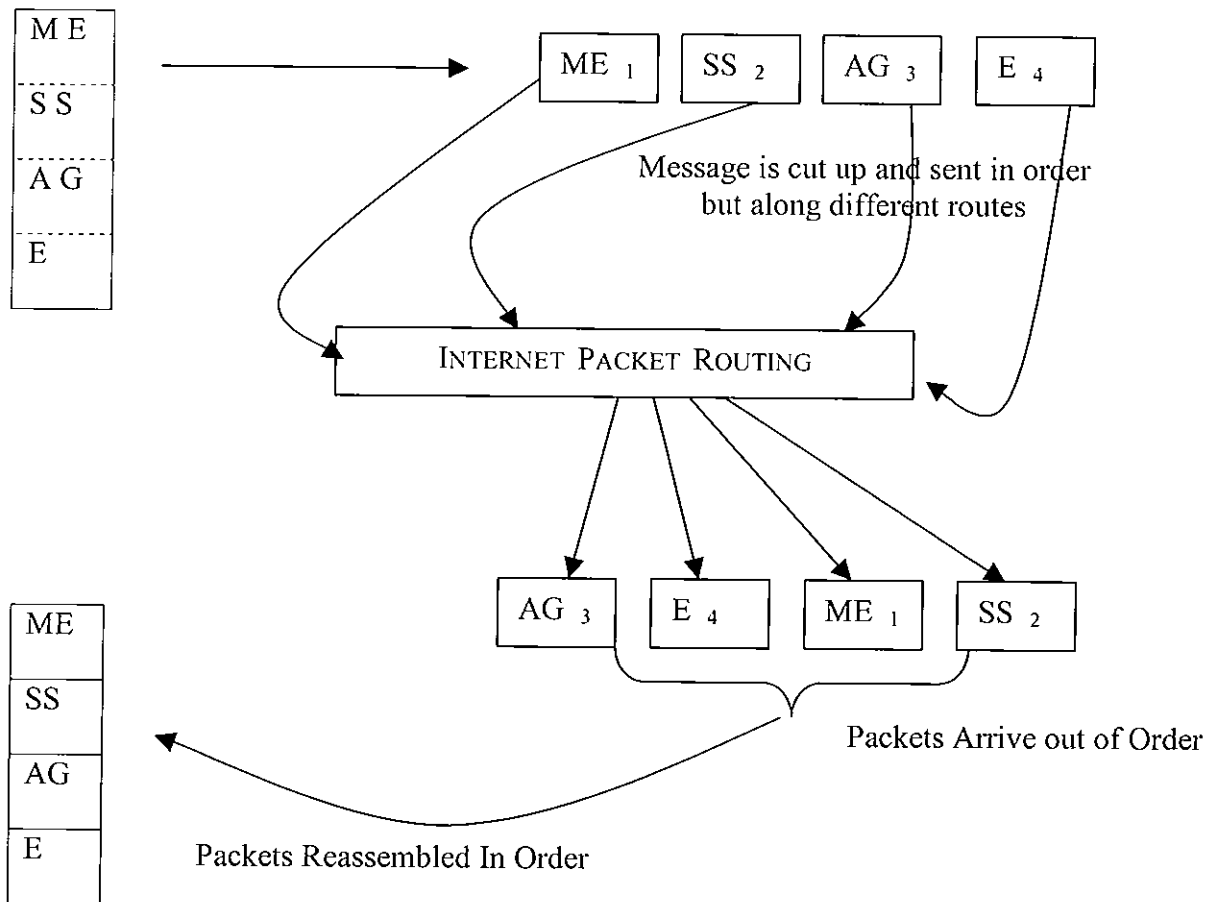 M E
S S
A G
E
ME 1
SS 2
AG 3
E 4
Message is cut up and sent in order
but along different routes
INTERNET PACKET ROUTING
AG 3
E 4
ME 1
SS 2
Packets Arrive out of Order
ME
SS
AG
E
Packets Reassembled In Order